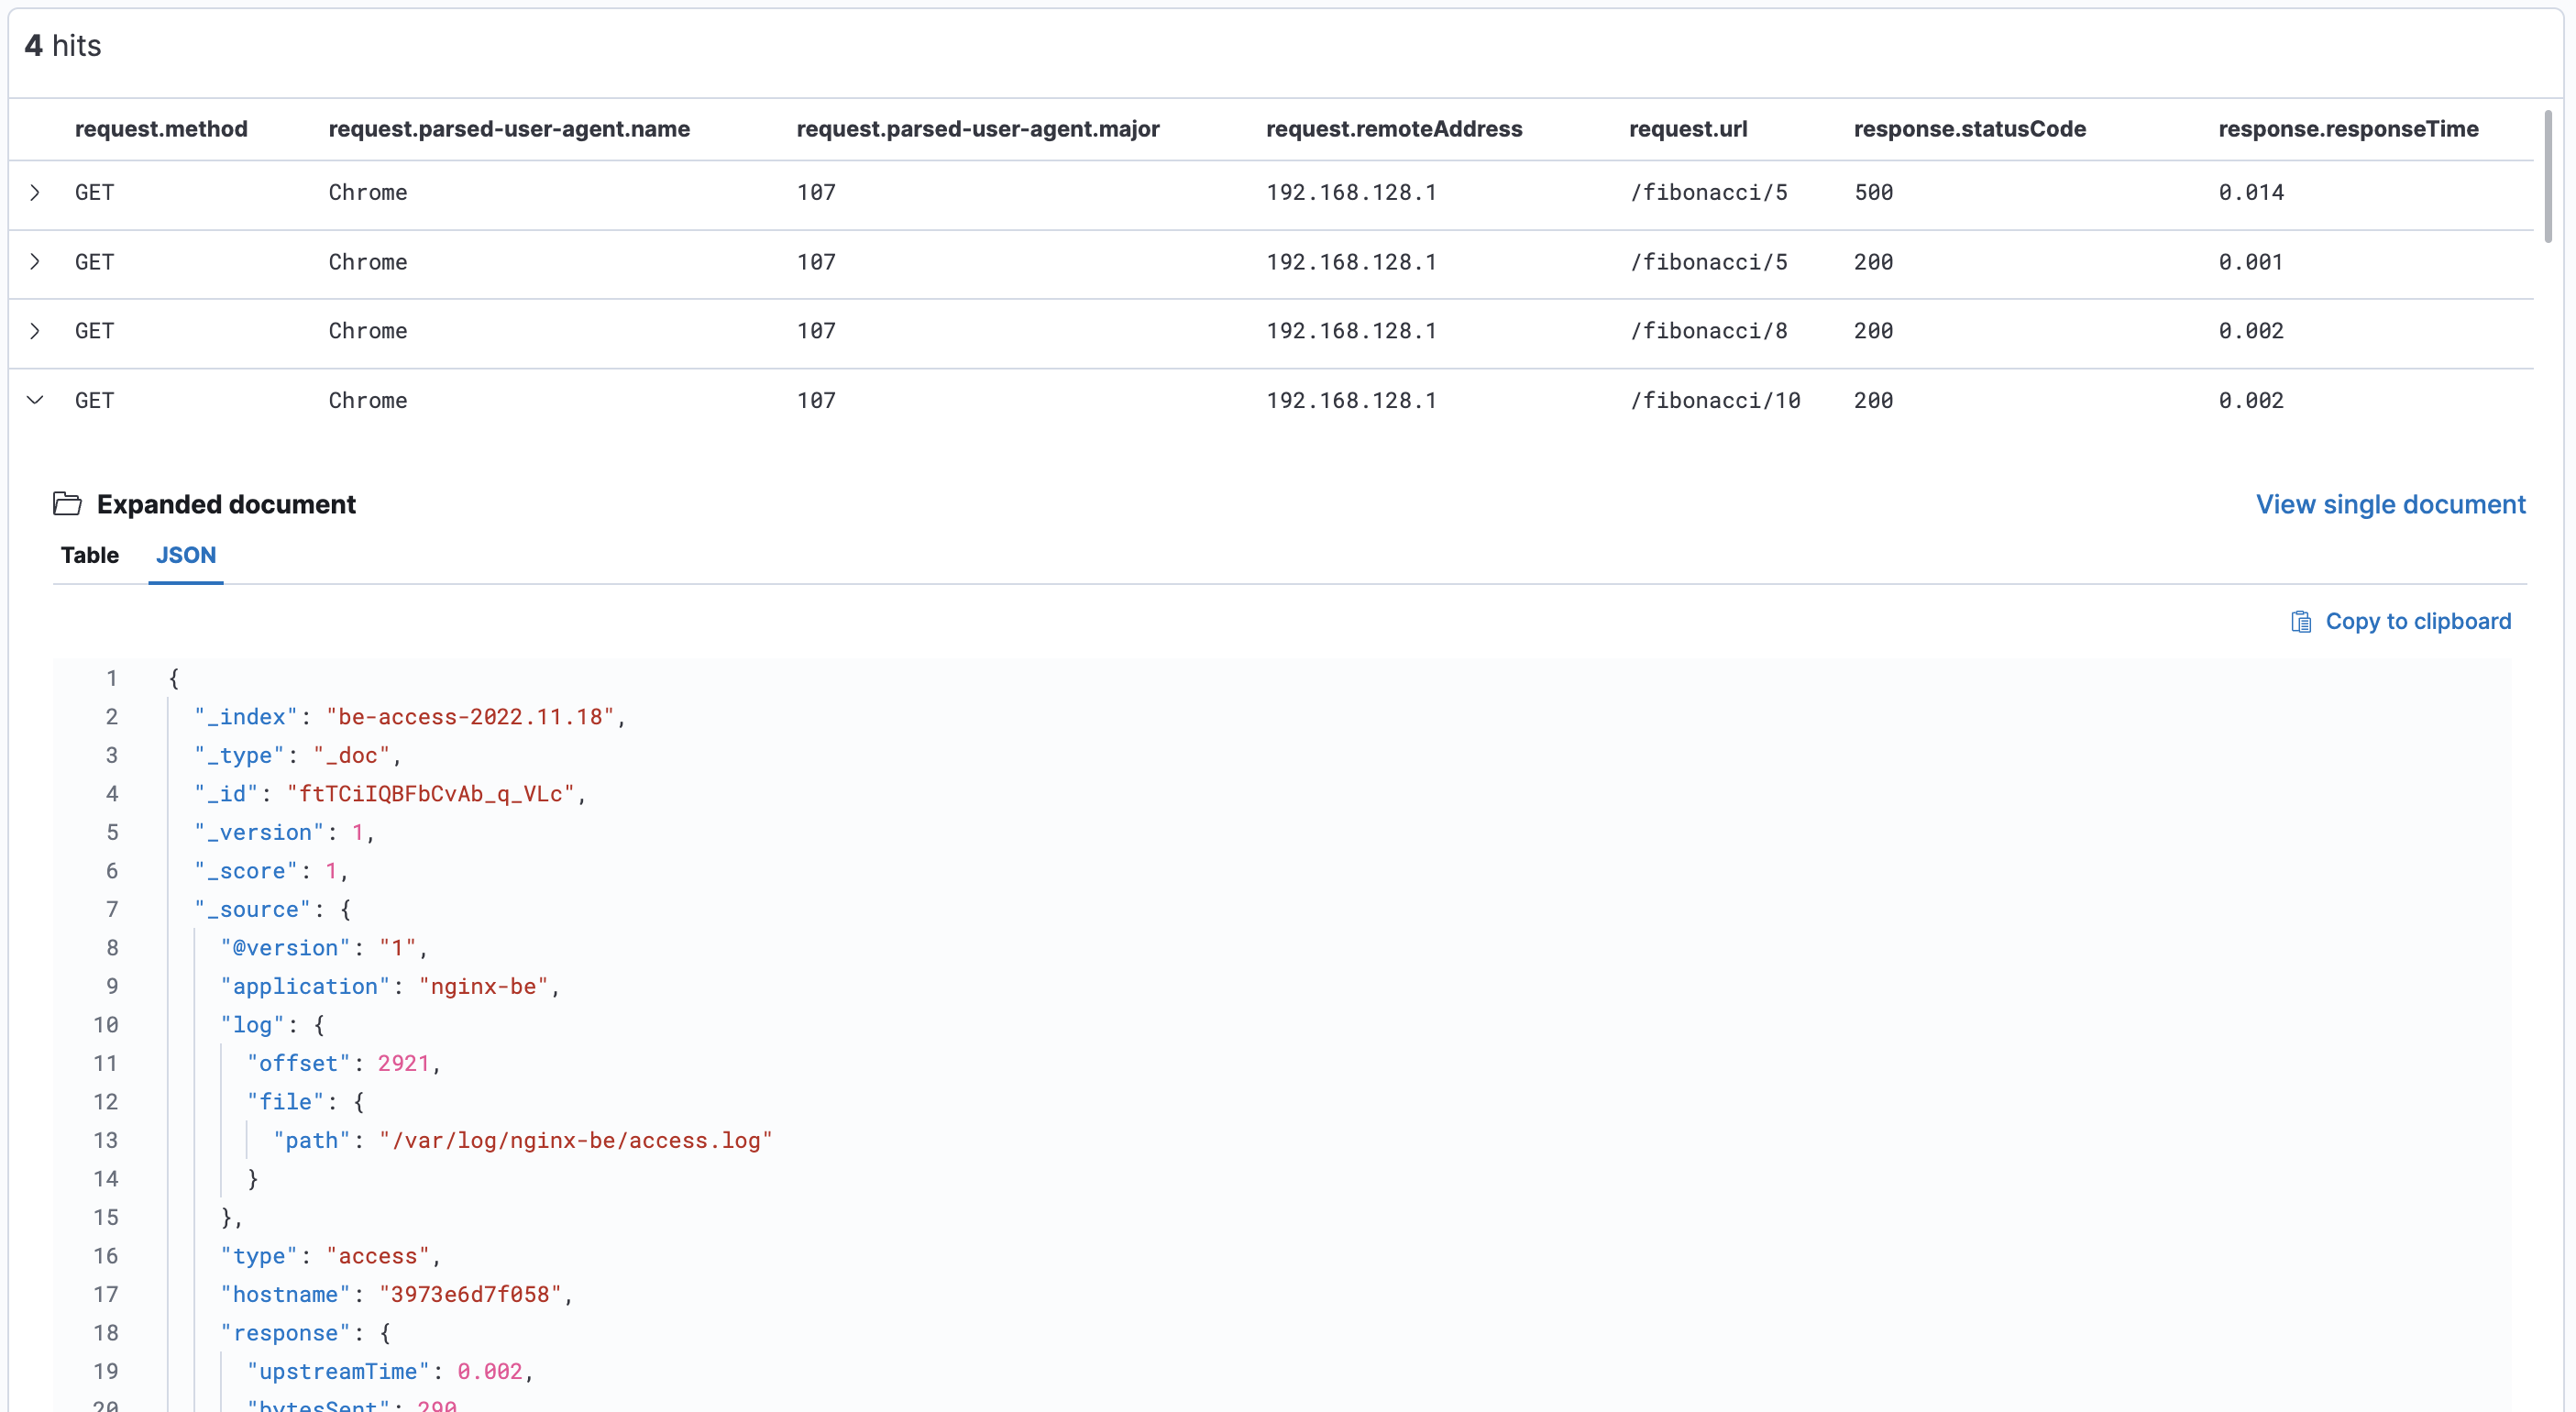 4 hits
request.method request.parsed-user-agent.name request.parsed-user-agent.major request.remoteAddress request.url response.statusCode response.responseTime
GET Chrome 107 192.168.128.1 /fibonacci/5 500 0.014
GET Chrome 107 192.168.128.1 /fibonacci/5 200 0.001
GET Chrome 107 192.168.128.1 /fibonacci/8 200 0.002
GET Chrome 107 192.168.128.1 /fibonacci/10 200 0.002
Expanded document View single document
Table JSON
Copy to clipboard
1 {
2 "_index": "be-access-2022.11.18",
3 "_type": "_doc",
4 "_id": "ftTCiIQBFbCvAb_q_VLc",
5 "_version": 1,
6 "_score": 1,
7 "_source": {
8 "@version": "1",
9 "application": "nginx-be",
10 "log": {
11 "offset": 2921,
12 "file": {
13 "path": "/var/log/nginx-be/access.log"
14 }
15 },
16 "type": "access",
17 "hostname": "3973e6d7f058",
18 "response": {
19 "upstreamTime": 0.002,
20 "bytesSent": 290